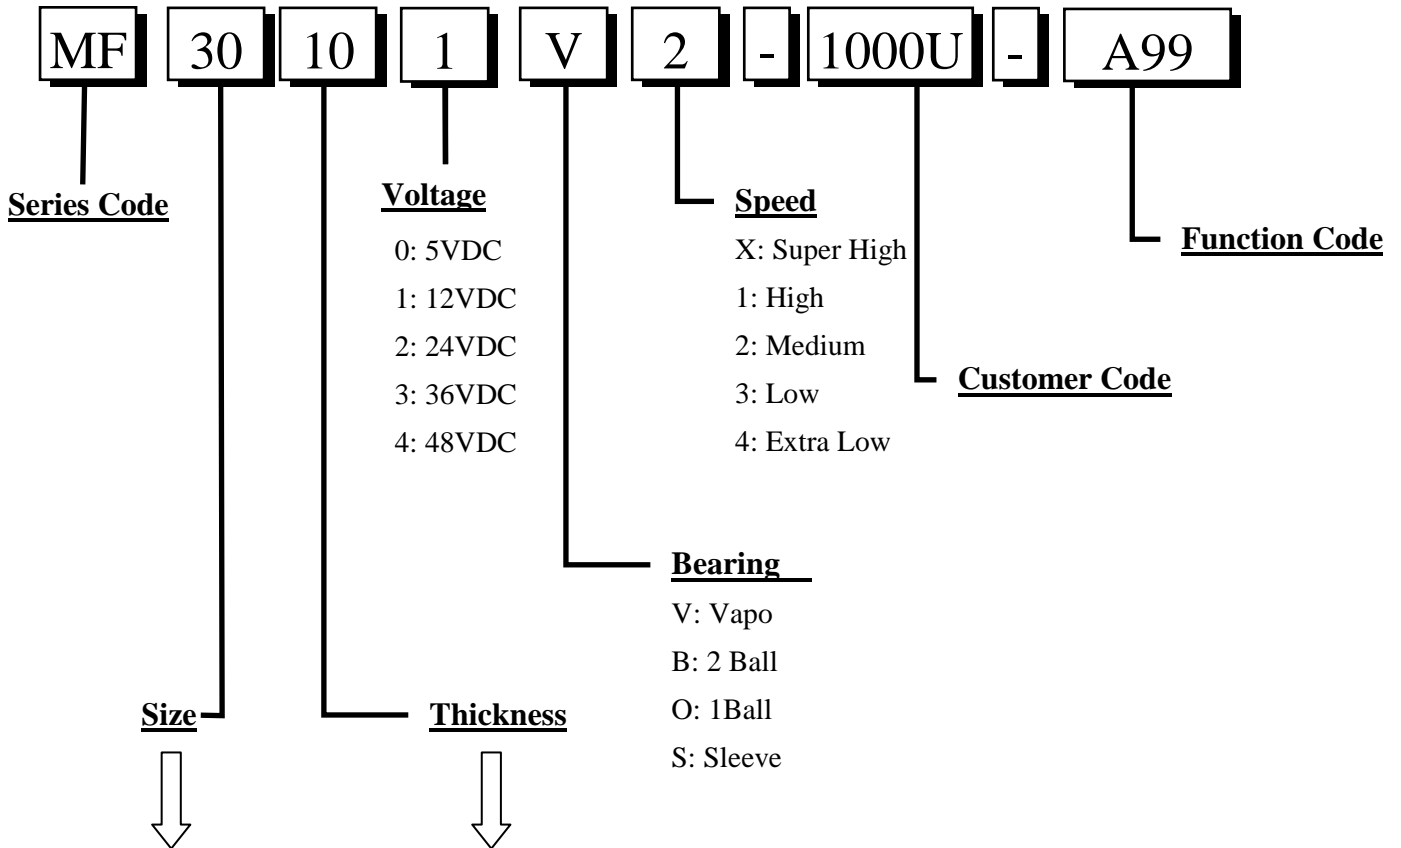 MF 30 10 1 V 2 - 1000U - A99
Series Code
Voltage
0: 5VDC
1: 12VDC
2: 24VDC
3: 36VDC
4: 48VDC
Speed
X: Super High
1: High
2: Medium
3: Low
4: Extra Low
Function Code
Customer Code
Bearing
V: Vapo
B: 2 Ball
O: 1Ball
S: Sleeve
Size
Thickness